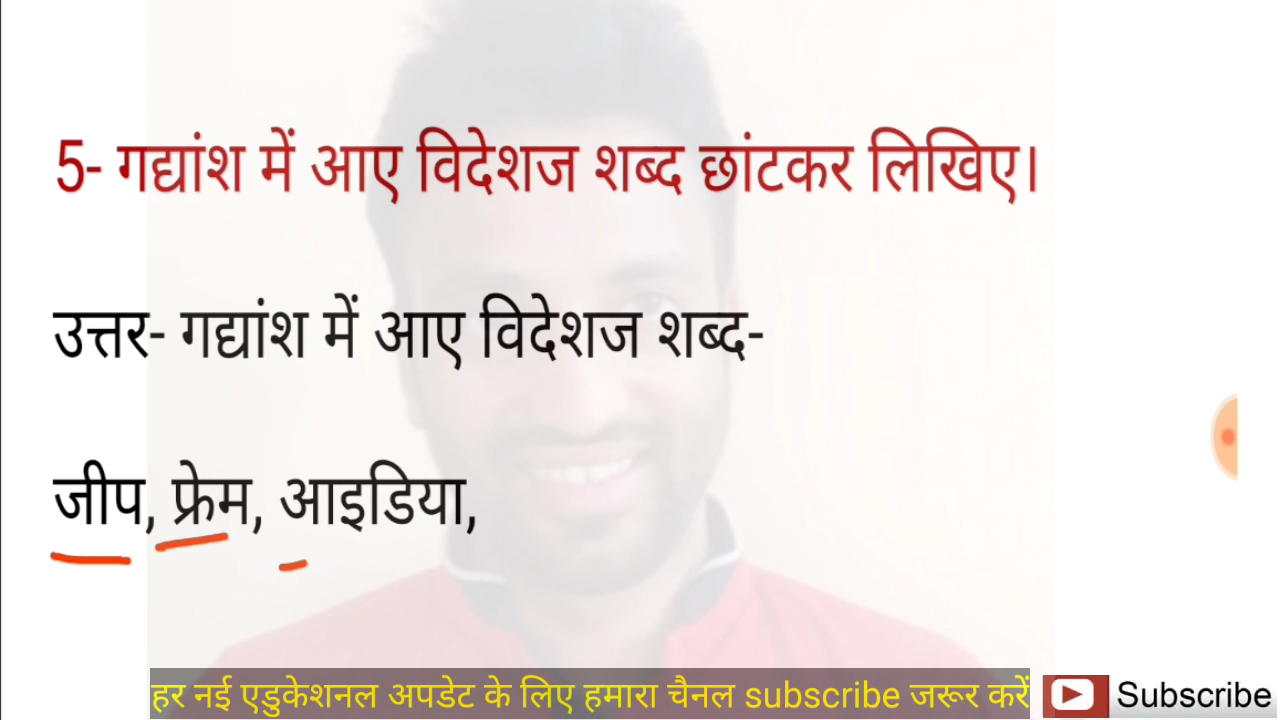 5- गद्यांश में आए विदेशज शब्द छांटकर लिखिए।
उत्तर- गद्यांश में आए विदेशज शब्द-
जीप, फ्रेम, आइडिया,
हर नई एडुकेशनल अपडेट के लिए हमारा चैनल subscribe जरूर करें
Subscribe